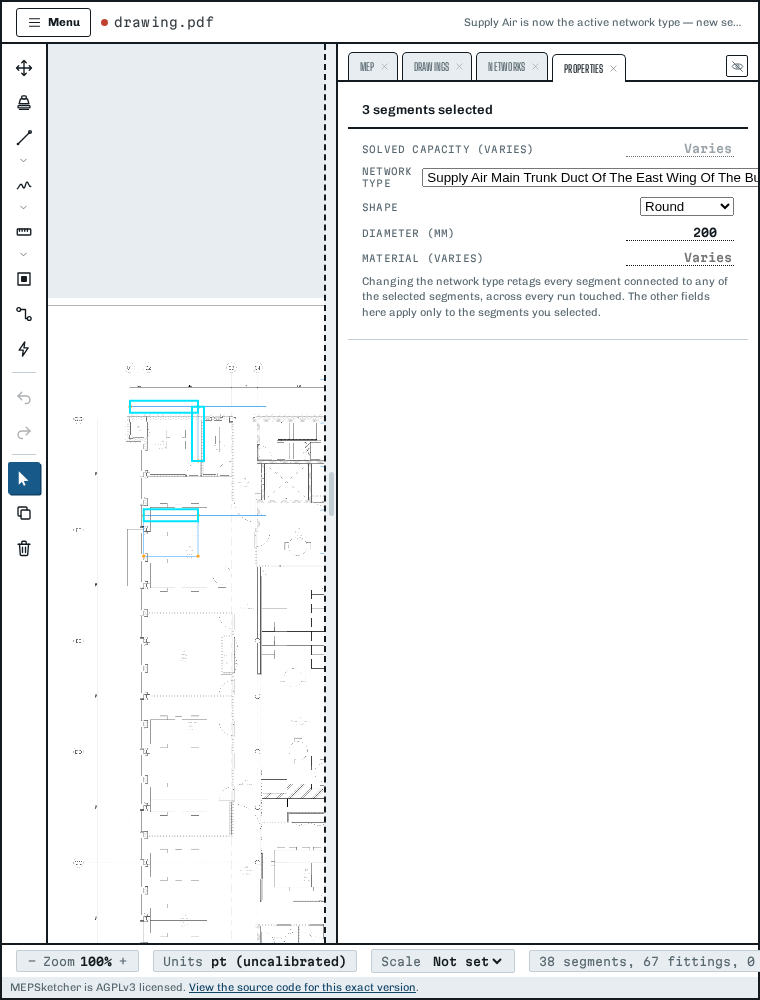 Menu
drawing.pdf
Supply Air is now the active network type — new se...
MEP
DRAWINGS
NETWORKS
PROPERTIES
3 segments selected
SOLVED CAPACITY (VARIES) Varies
NETWORK TYPE Supply Air Main Trunk Duct Of The East Wing Of The Bu
SHAPE Round
DIAMETER (MM) 200
MATERIAL (VARIES) Varies
Changing the network type retags every segment connected to any of
the selected segments, across every run touched. The other fields
here apply only to the segments you selected.
− Zoom 100% +
Units pt (uncalibrated)
Scale Not set
38 segments, 67 fittings, 0
MEPSketcher is AGPLv3 licensed. View the source code for this exact version.